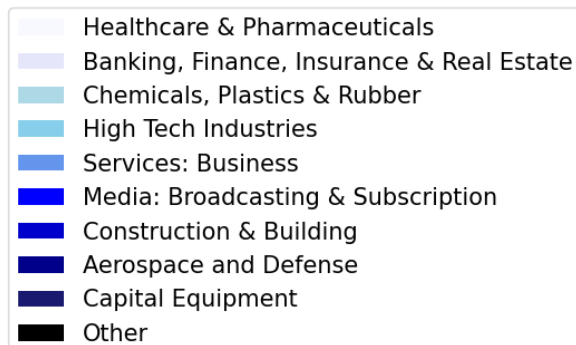 Healthcare & Pharmaceuticals
Banking, Finance, Insurance & Real Estate
Chemicals, Plastics & Rubber
High Tech Industries
Services: Business
Media: Broadcasting & Subscription
Construction & Building
Aerospace and Defense
Capital Equipment
Other